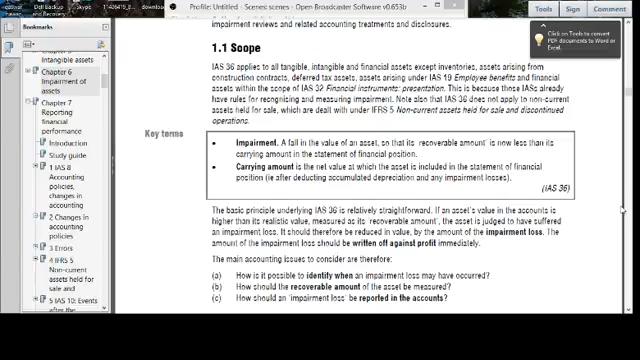 Profile: Untitled - Scenes: scenes - Open Broadcaster Software v0.653b
and Recovery
Skype
Tools
Sign
Comment
Bookmarks
Click on Tools to convert
PDF documents to Word or
Excel.
Intangible assets
Chapter 6
Impairment of
assets
Chapter 7
Reporting
financial
performance
Introduction
Study guide
1 IAS 8
Accounting
policies,
changes in
accounting
2 Changes in
accounting
policies
3 Errors
4 IFRS 5
Non-current
assets held for
sale and
5 IAS 10: Events
after the
impairment reviews and related accounting treatments and disclosures.
1.1 Scope
IAS 36 applies to all tangible, intangible and financial assets except inventories, assets arising from
construction contracts, deferred tax assets, assets arising under IAS 19 Employee benefits and financial
assets within the scope of IAS 32 Financial instruments: presentation. This is because those IASs already
have rules for recognising and measuring impairment. Note also that IAS 36 does not apply to non-current
assets held for sale, which are dealt with under IFRS 5 Non-current assets held for sale and discontinued
operations.
Key terms
• Impairment. A fall in the value of an asset, so that its 'recoverable amount' is now less than its
carrying amount in the statement of financial position.
• Carrying amount is the net value at which the asset is included in the statement of financial
position (ie after deducting accumulated depreciation and any impairment losses).
(IAS 36)
The basic principle underlying IAS 36 is relatively straightforward. If an asset's value in the accounts is
higher than its realistic value, measured as its 'recoverable amount', the asset is judged to have suffered
an impairment loss. It should therefore be reduced in value, by the amount of the impairment loss. The
amount of the impairment loss should be written off against profit immediately.
The main accounting issues to consider are therefore:
(a) How is it possible to identify when an impairment loss may have occurred?
(b) How should the recoverable amount of the asset be measured?
(c) How should an 'impairment loss' be reported in the accounts?